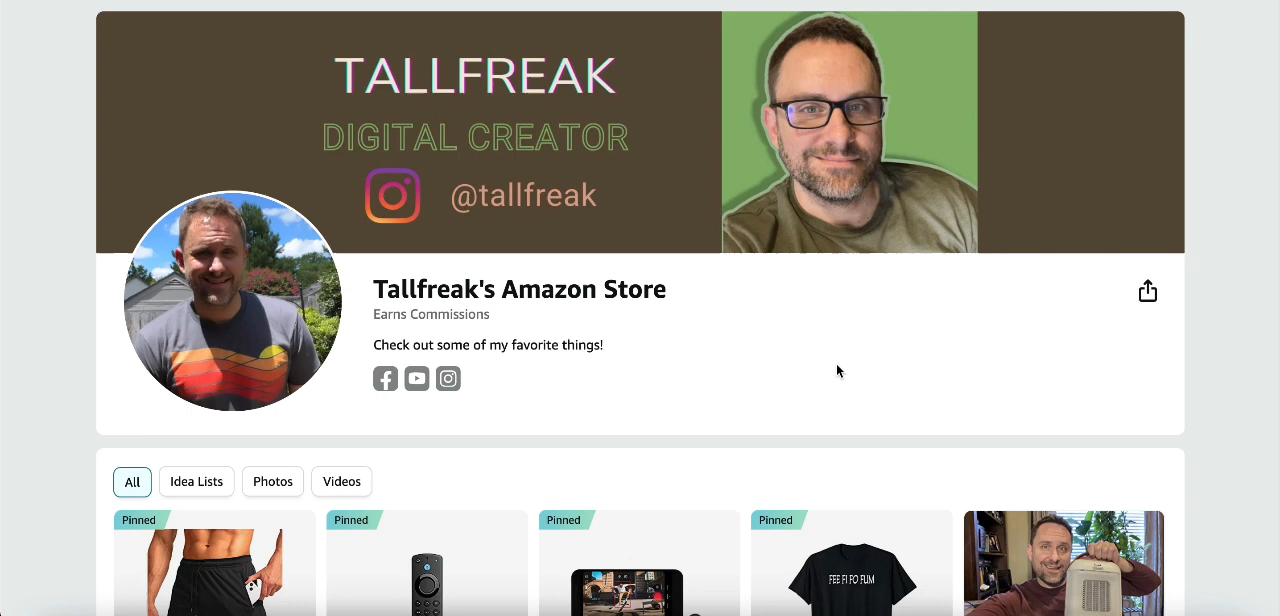 TALLFREAK
DIGITAL CREATOR
@tallfreak
Tallfreak's Amazon Store
Earns Commissions
Check out some of my favorite things!
All
Idea Lists
Photos
Videos
Pinned
Pinned
Pinned
Pinned
FEE FI FO FUM